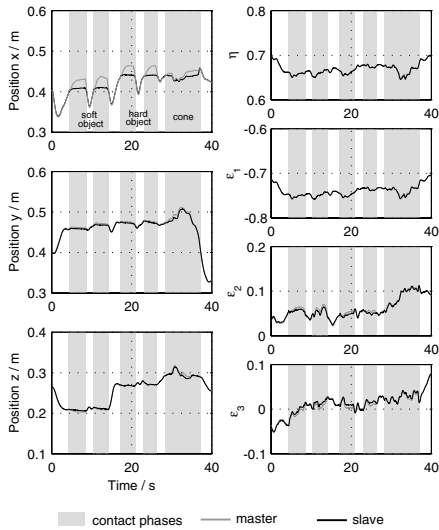 Position x / m
0.6
0.5
0.4
0.3
0
20
40
soft
object
hard
object
cone
Position y / m
0.6
0.5
0.4
0.3
0
20
40
Position z / m
0.4
0.3
0.2
0.1
0
20
40
Time / s
η
0.8
0.7
0.6
0
20
40
ε1
-0.6
-0.7
-0.8
0
20
40
ε2
0.2
0.1
0
0
20
40
ε3
0.1
0
-0.1
0
20
40
contact phases
master
slave